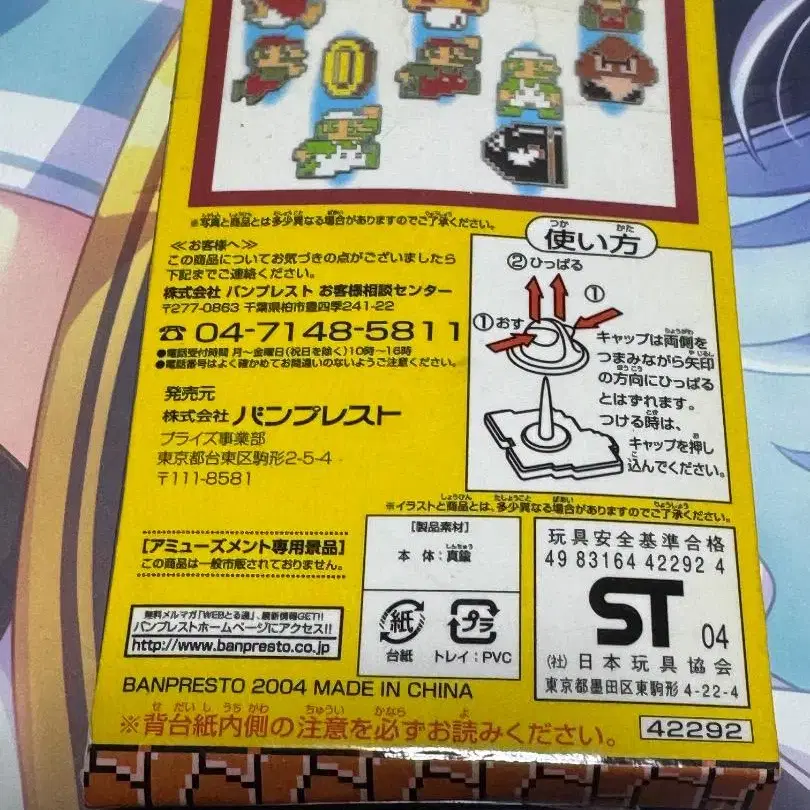 ※写真と商品とは多少異なる場合がありますのでご了承ください。
≪お客様へ≫
この商品についてお気づきの点がございましたら
下記までご連絡ください。
株式会社 バンプレスト お客様相談センター
〒277-0863 千葉県柏市豊四季241-22
☎ 04-7148-5811
●電話受付時間 月〜金曜日(祝日を除く)10時〜16時
●電話番号はよく確かめてお間違いのないようご注意ください。
発売元
株式会社 バンプレスト
プライズ事業部
東京都台東区駒形2-5-4
〒111-8581
使い方
つか かた
②ひっぱる
①
①おす
キャップは両側を
つまみながら矢印
の方向にひっぱる
とはずれます。
つける時は、
キャップを押し
込んでください。
※イラストと商品とは、多少異なる場合がありますのでご了承ください。
[アミューズメント専用景品]
この商品は一般市販されておりません。
無料メルマガ「WEBとる通」、最新情報GET!!
バンプレストホームページにアクセス!!
http://www.banpresto.co.jp
[製品素材]
本体:真鍮
紙
台紙
プラ
トレイ:PVC
玩具安全基準合格
49 83164 42292 4
ST 04
(社) 日本玩具協会
東京都墨田区東駒形4-22-4
BANPRESTO 2004 MADE IN CHINA
42292
※背台紙内側の注意を必ずお読みください。